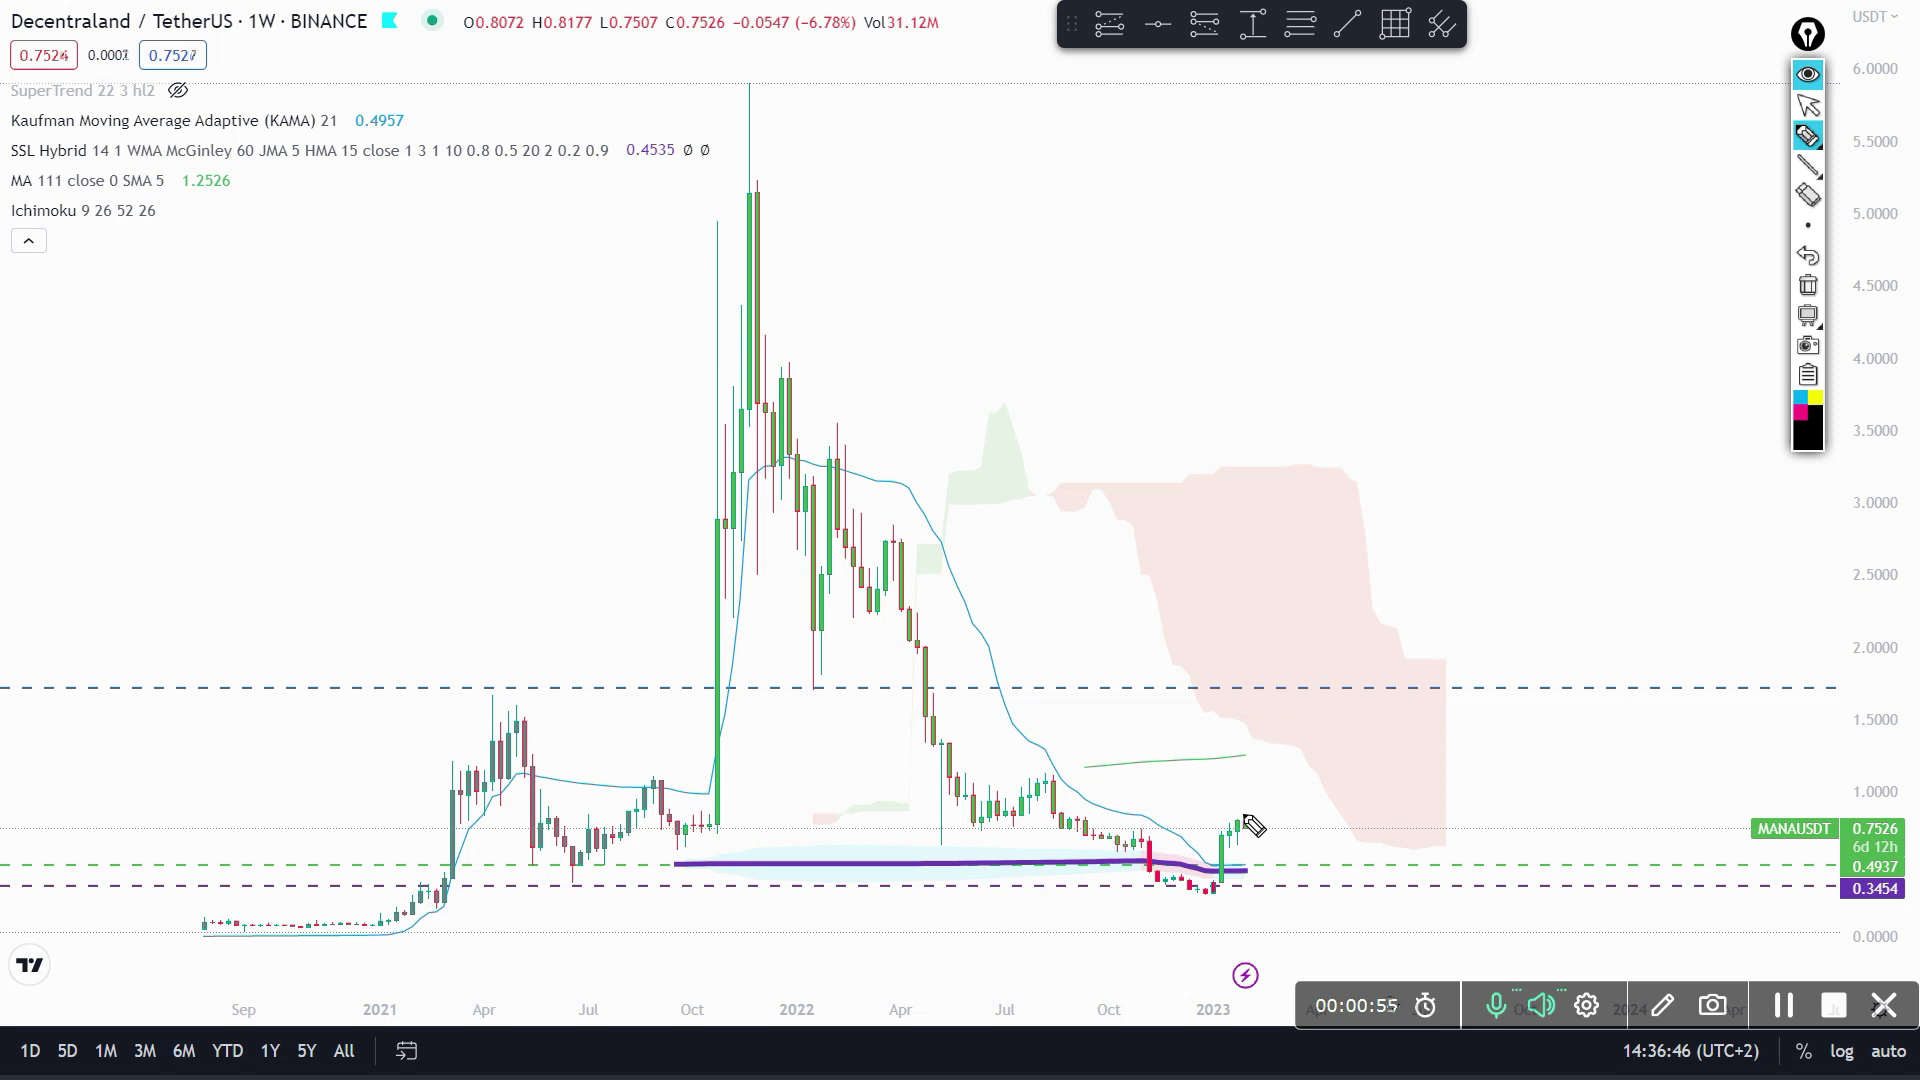 Decentraland / TetherUS · 1W · BINANCE O0.8072 H0.8177 L0.7507 C0.7526 −0.0547 (−6.78%) Vol31.12M
USDT
0.7524 0.0001 0.7527
SuperTrend 22 3 hl2
Kaufman Moving Average Adaptive (KAMA) 21 0.4957
SSL Hybrid 14 1 WMA McGinley 60 JMA 5 HMA 15 close 1 3 1 10 0.8 0.5 20 2 0.2 0.9 0.4535 Ø Ø
MA 111 close 0 SMA 5 1.2526
Ichimoku 9 26 52 26
6.0000
5.5000
5.0000
4.5000
4.0000
3.5000
3.0000
2.5000
2.0000
1.5000
1.0000
MANAUSDT 0.7526
6d 12h
0.4937
0.3454
0.0000
Sep 2021 Apr Jul Oct 2022 Apr Jul Oct 2023
00:00:55
1D 5D 1M 3M 6M YTD 1Y 5Y All
14:36:46 (UTC+2) % log auto